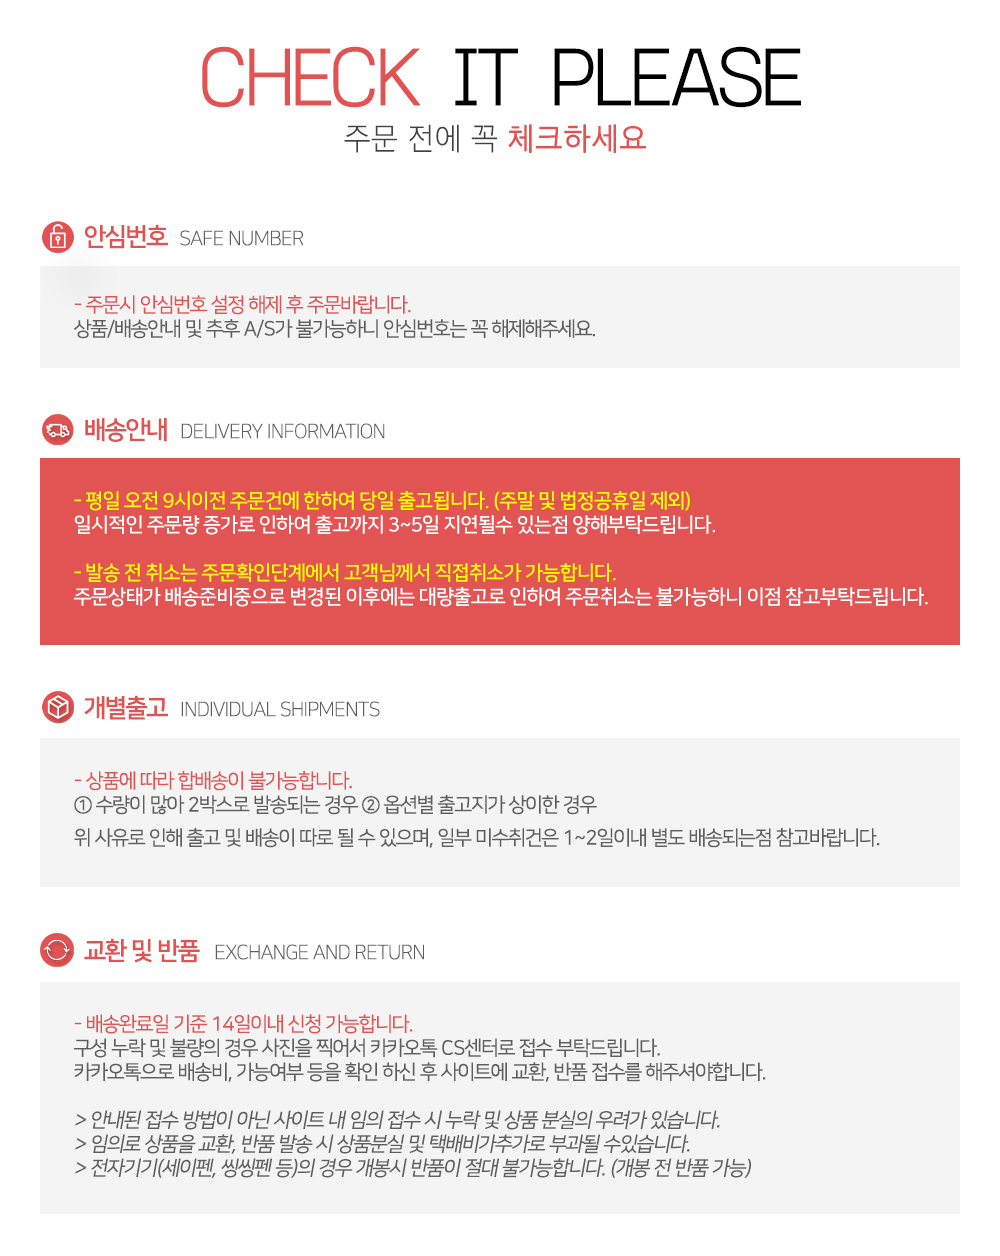 CHECK IT PLEASE
주문 전에 꼭 체크하세요
안심번호 SAFE NUMBER
- 주문시 안심번호 설정 해제 후 주문바랍니다.
상품/배송안내 및 추후 A/S가 불가능하니 안심번호는 꼭 해제해주세요.
배송안내 DELIVERY INFORMATION
- 평일 오전 9시이전 주문건에 한하여 당일 출고됩니다. (주말 및 법정공휴일 제외)
일시적인 주문량 증가로 인하여 출고까지 3~5일 지연될수 있는점 양해부탁드립니다.
- 발송 전 취소는 주문확인단계에서 고객님께서 직접취소가 가능합니다.
주문상태가 배송준비중으로 변경된 이후에는 대량출고로 인하여 주문취소는 불가능하니 이점 참고부탁드립니다.
개별출고 INDIVIDUAL SHIPMENTS
- 상품에 따라 합배송이 불가능합니다.
① 수량이 많아 2박스로 발송되는 경우 ② 옵션별 출고지가 상이한 경우
위 사유로 인해 출고 및 배송이 따로 될 수 있으며, 일부 미수취건은 1~2일이내 별도 배송되는점 참고바랍니다.
교환 및 반품 EXCHANGE AND RETURN
- 배송완료일 기준 14일이내 신청 가능합니다.
구성 누락 및 불량의 경우 사진을 찍어서 카카오톡 CS센터로 접수 부탁드립니다.
카카오톡으로 배송비, 가능여부 등을 확인 하신 후 사이트에 교환, 반품 접수를 해주셔야합니다.
> 안내된 접수 방법이 아닌 사이트 내 임의 접수 시 누락 및 상품 분실의 우려가 있습니다.
> 임의로 상품을 교환, 반품 발송 시 상품분실 및 택배비가추가로 부과될 수있습니다.
> 전자기기(세이펜, 씽씽펜 등)의 경우 개봉시 반품이 절대 불가능합니다. (개봉 전 반품 가능)